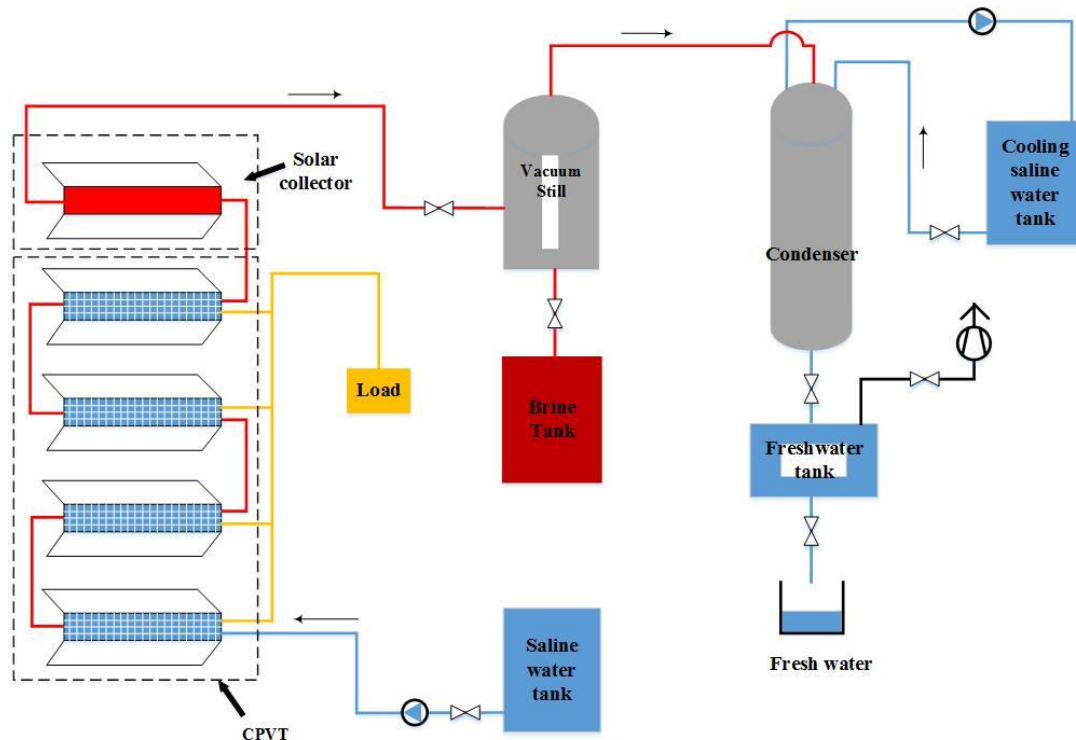 Solar
collector
Vacuum
Still
Cooling
saline
water
tank
Condenser
Load
Brine
Tank
Freshwater
tank
Saline
water
tank
Fresh water
CPVT